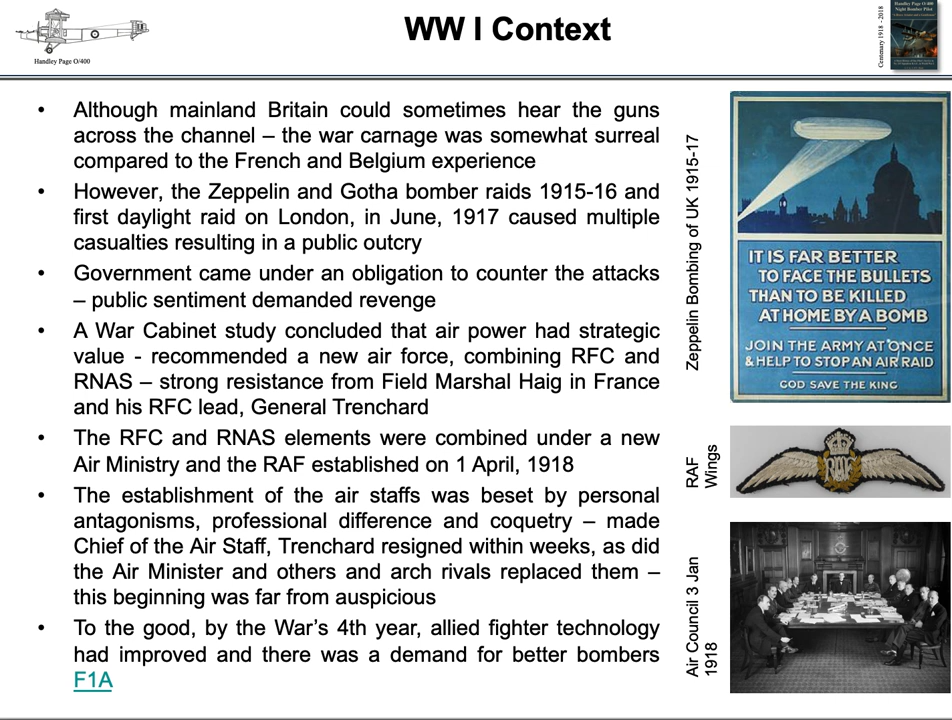 WW I Context
Handley Page O/400
Centenary 1918 - 2018
Handley Page O/400
Night Bomber Pilot
• Although mainland Britain could sometimes hear the guns
across the channel – the war carnage was somewhat surreal
compared to the French and Belgium experience
• However, the Zeppelin and Gotha bomber raids 1915-16 and
first daylight raid on London, in June, 1917 caused multiple
casualties resulting in a public outcry
• Government came under an obligation to counter the attacks
– public sentiment demanded revenge
• A War Cabinet study concluded that air power had strategic
value - recommended a new air force, combining RFC and
RNAS – strong resistance from Field Marshal Haig in France
and his RFC lead, General Trenchard
• The RFC and RNAS elements were combined under a new
Air Ministry and the RAF established on 1 April, 1918
• The establishment of the air staffs was beset by personal
antagonisms, professional difference and coquetry – made
Chief of the Air Staff, Trenchard resigned within weeks, as did
the Air Minister and others and arch rivals replaced them –
this beginning was far from auspicious
• To the good, by the War's 4th year, allied fighter technology
had improved and there was a demand for better bombers
F1A
Zeppelin Bombing of UK 1915-17
IT IS FAR BETTER
TO FACE THE BULLETS
THAN TO BE KILLED
AT HOME BY A BOMB
JOIN THE ARMY AT ONCE
& HELP TO STOP AN AIR RAID
GOD SAVE THE KING
RAF
Wings
RAF
Air Council 3 Jan
1918